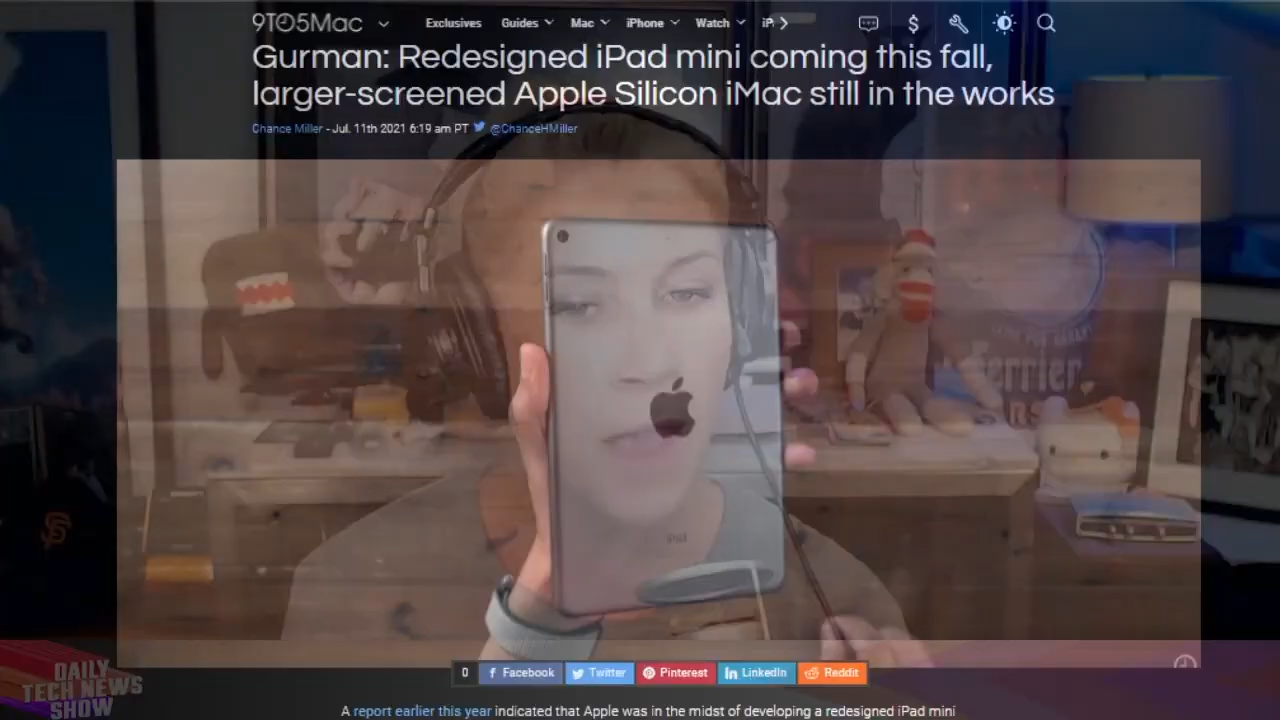 9TO5Mac
Exclusives Guides Mac iPhone Watch iP
Gurman: Redesigned iPad mini coming this fall,
larger-screened Apple Silicon iMac still in the works
Chance Miller - Jul. 11th 2021 6:19 am PT @ChanceHMiller
iPad
0 Facebook Twitter Pinterest LinkedIn Reddit
DAILY
TECH NEWS
SHOW
A report earlier this year indicated that Apple was in the midst of developing a redesigned iPad mini